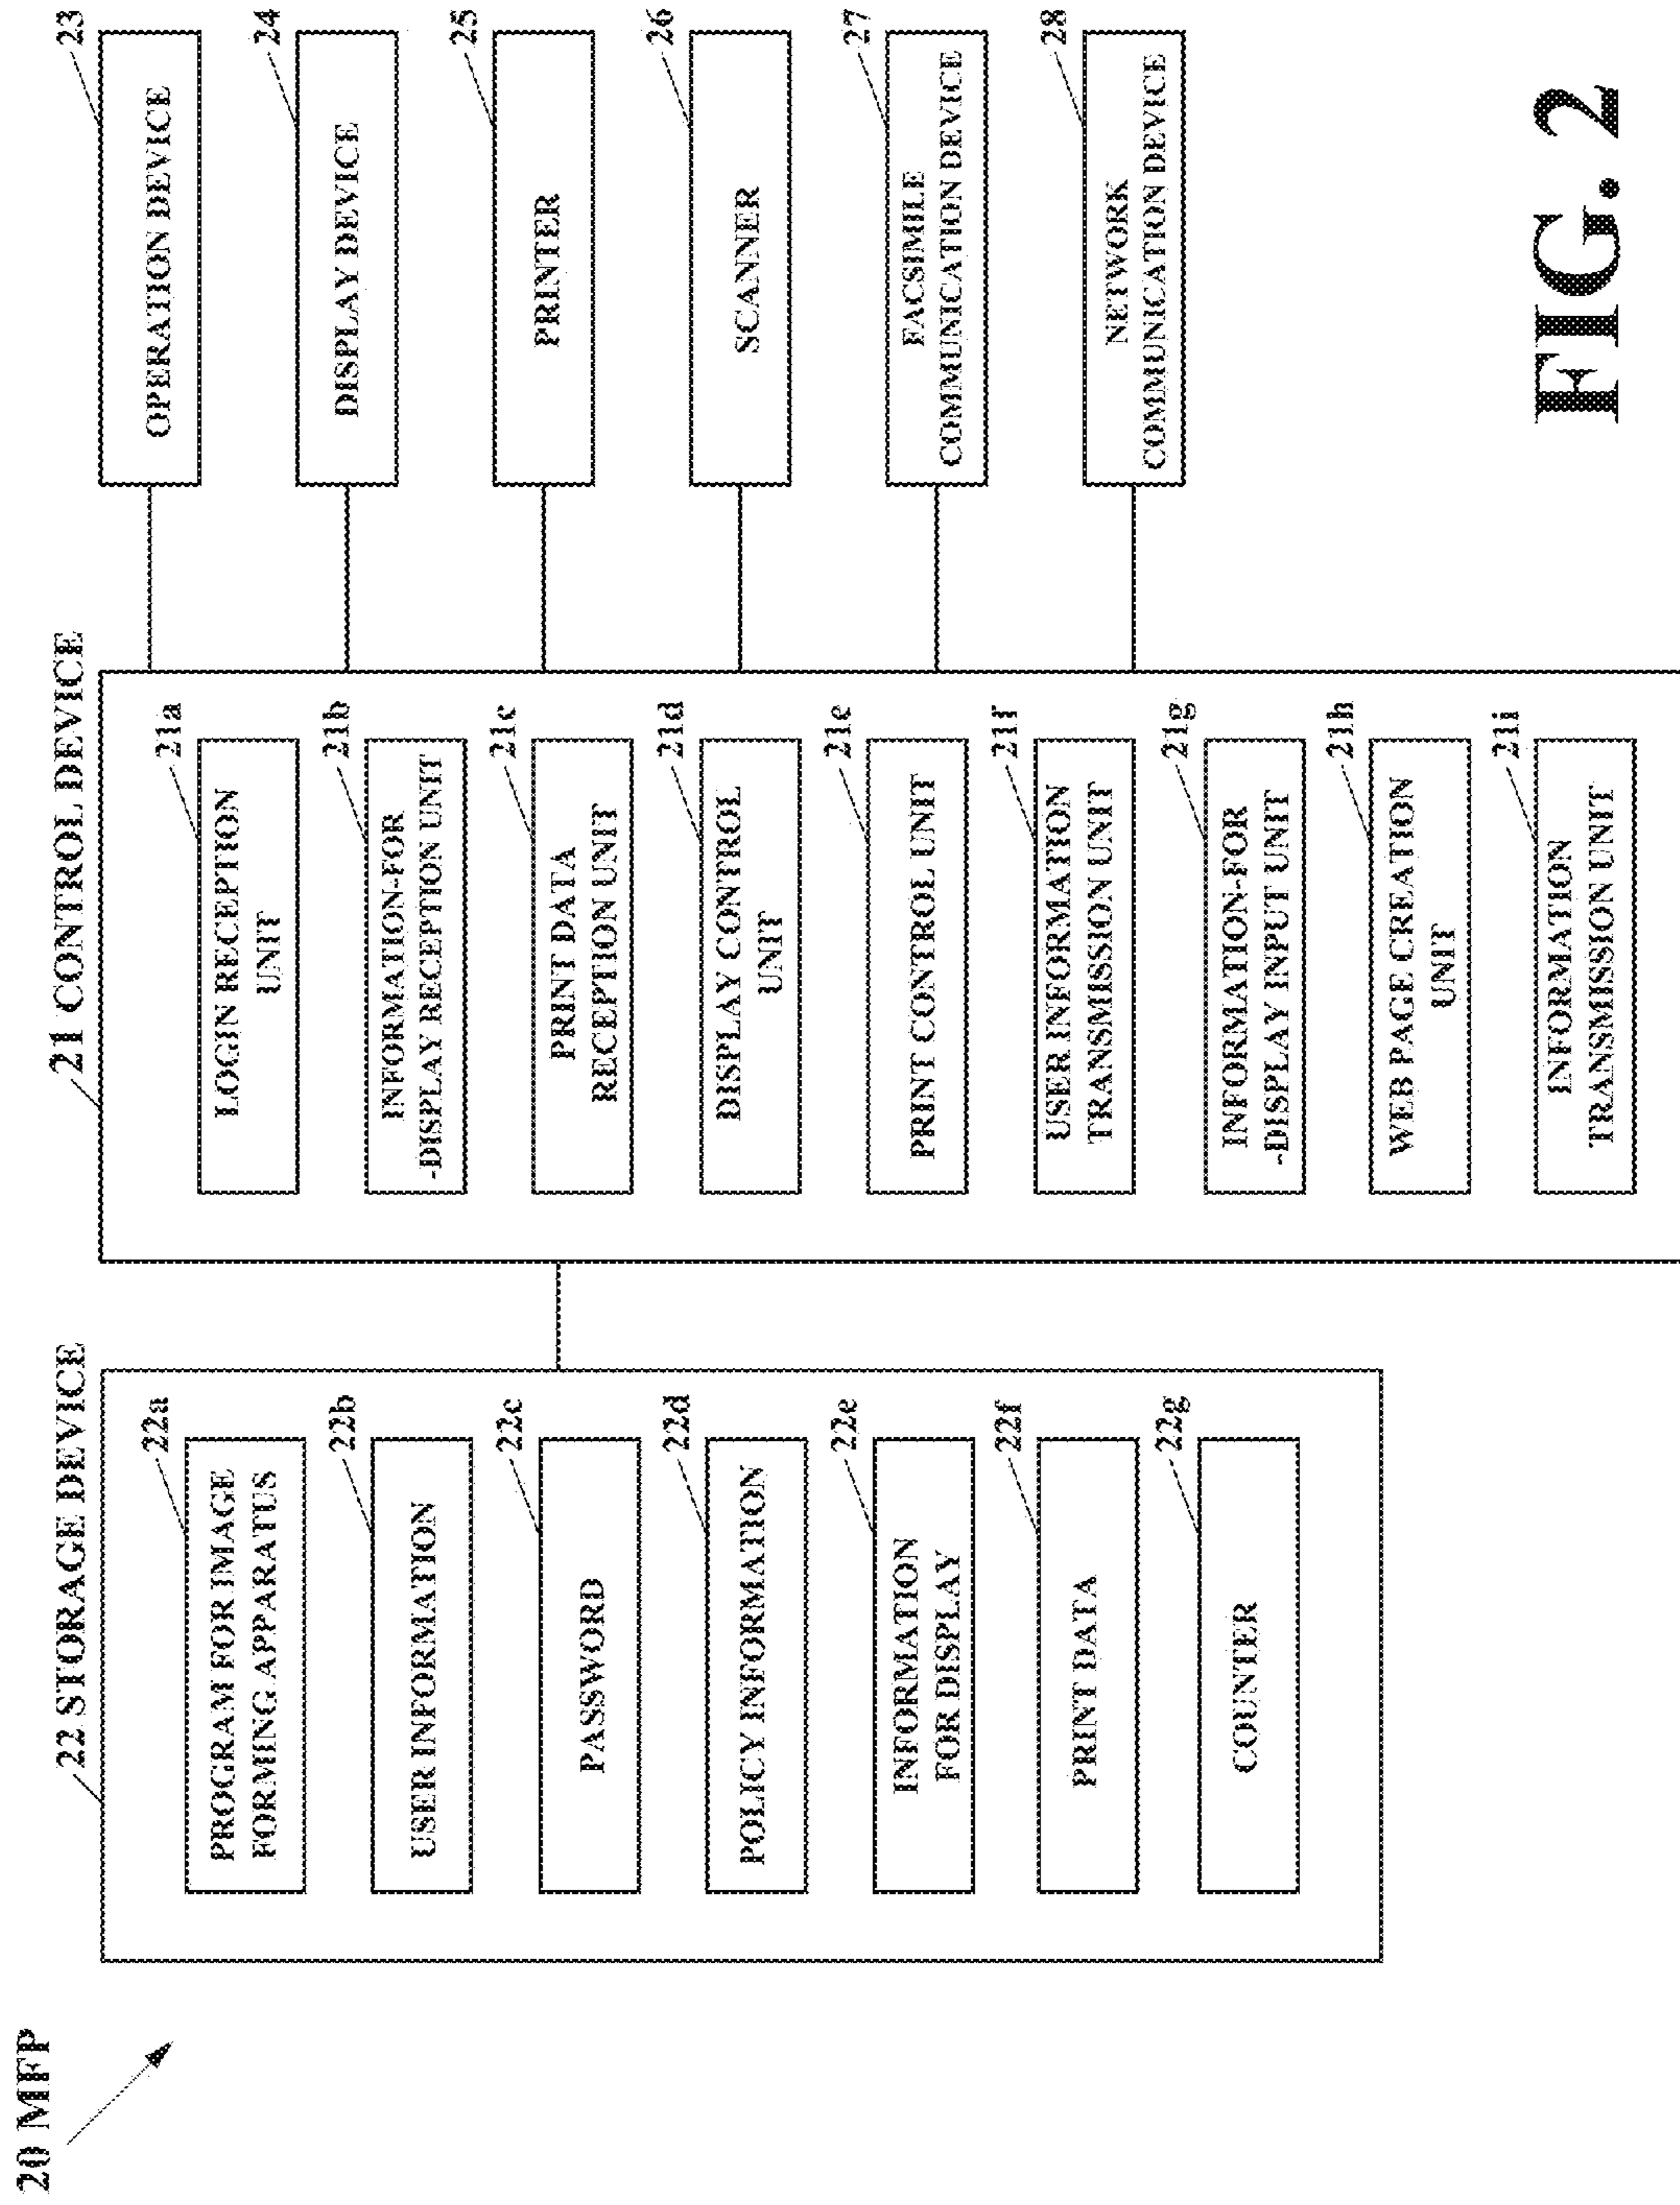 20 MFP
22 STORAGE DEVICE
22a
PROGRAM FOR IMAGE
FORMING APPARATUS
22b
USER INFORMATION
22c
PASSWORD
22d
POLICY INFORMATION
22e
INFORMATION
FOR DISPLAY
22f
PRINT DATA
22g
COUNTER
21 CONTROL DEVICE
21a
LOGIN RECEPTION
UNIT
21b
INFORMATION-FOR
-DISPLAY RECEPTION UNIT
21c
PRINT DATA
RECEPTION UNIT
21d
DISPLAY CONTROL
UNIT
21e
PRINT CONTROL UNIT
21f
USER INFORMATION
TRANSMISSION UNIT
21g
INFORMATION-FOR
-DISPLAY INPUT UNIT
21h
WEB PAGE CREATION
UNIT
21i
INFORMATION
TRANSMISSION UNIT
23
OPERATION DEVICE
24
DISPLAY DEVICE
25
PRINTER
26
SCANNER
27
FACSIMILE
COMMUNICATION DEVICE
28
NETWORK
COMMUNICATION DEVICE
FIG. 2